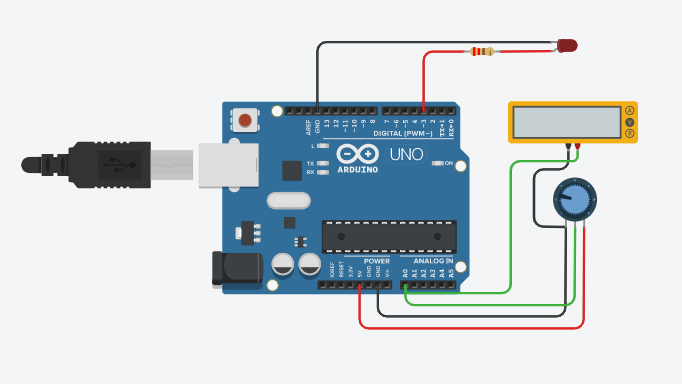 AREF
GND
13
12
~11
~10
~9
8
7
~6
~5
4
~3
2
TX→1
RX←0
DIGITAL (PWM~)
L
TX
RX
UNO
ARDUINO
ON
A
V
R
POWER
ANALOG IN
IOREF
RESET
3.3V
5V
GND
GND
Vin
A0
A1
A2
A3
A4
A5